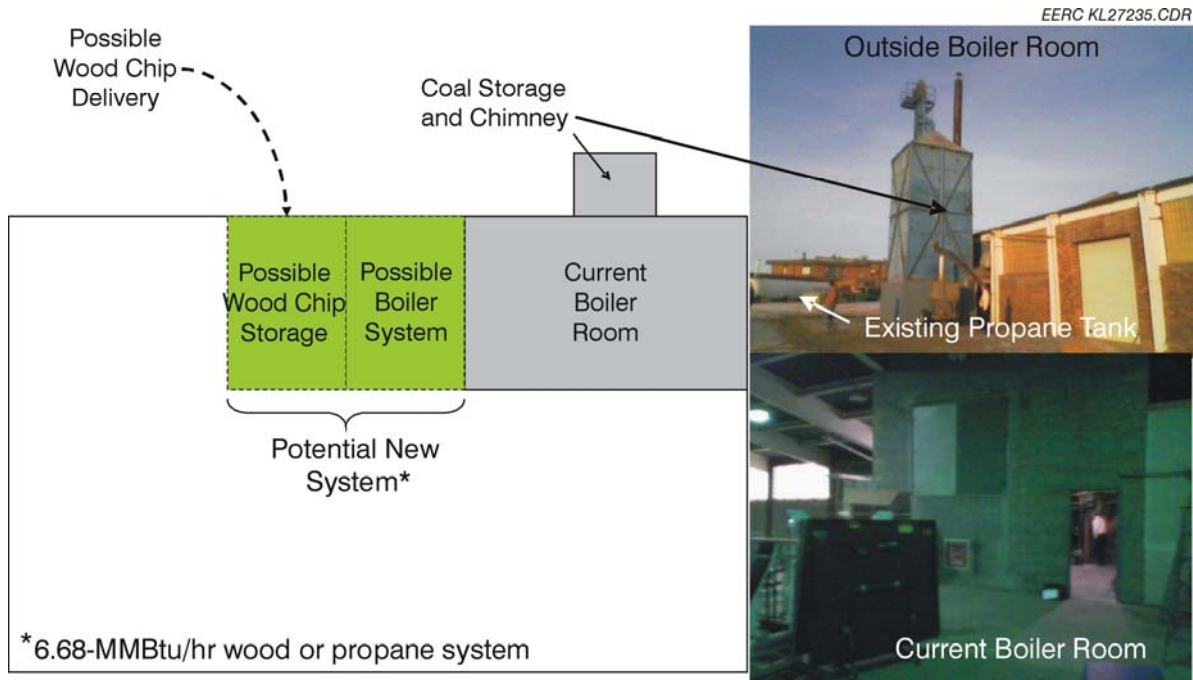 EERC KL27235.CDR
Possible
Wood Chip
Delivery
Coal Storage
and Chimney
Outside Boiler Room
Existing Propane Tank
Possible
Wood Chip
Storage
Possible
Boiler
System
Current
Boiler
Room
Potential New
System*
*6.68-MMBtu/hr wood or propane system
Current Boiler Room